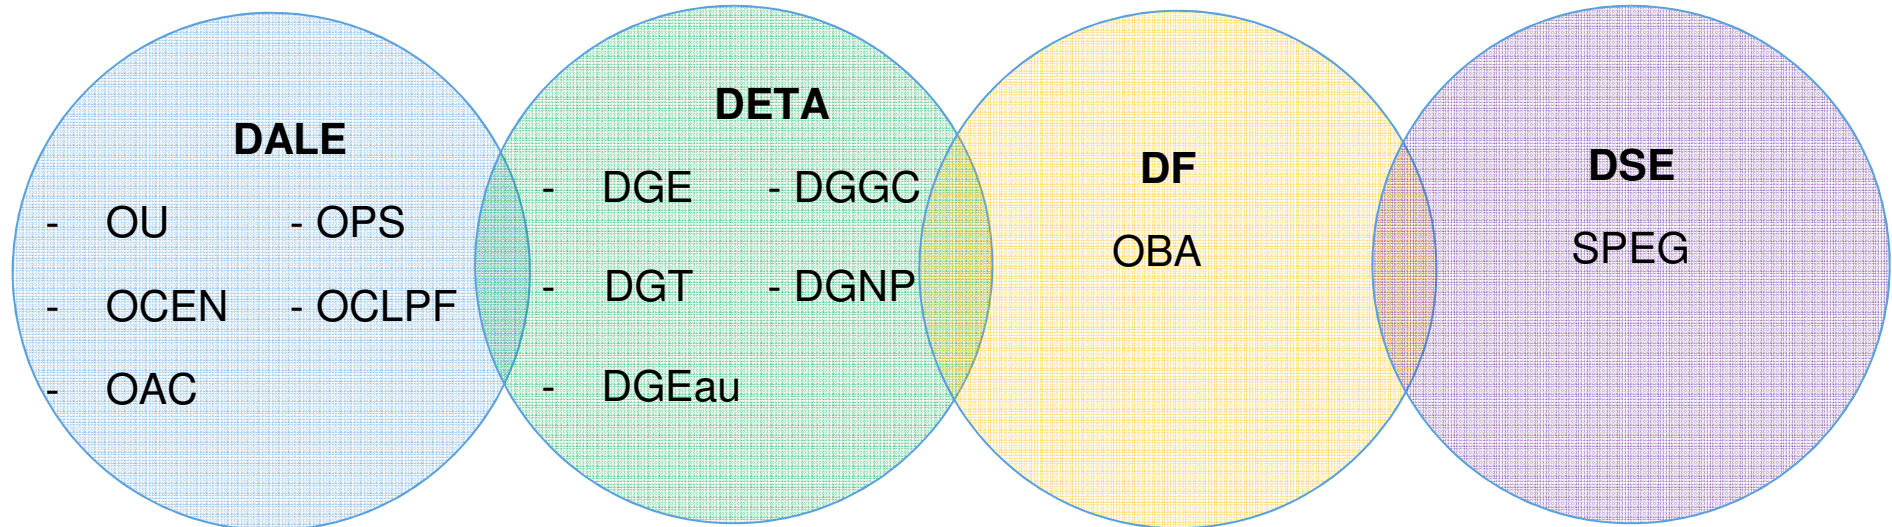 DALE
- OU - OPS
- OCEN - OCLPF
- OAC
DETA
- DGE - DGGC
- DGT - DGNP
- DGEau
DF
OBA
DSE
SPEG